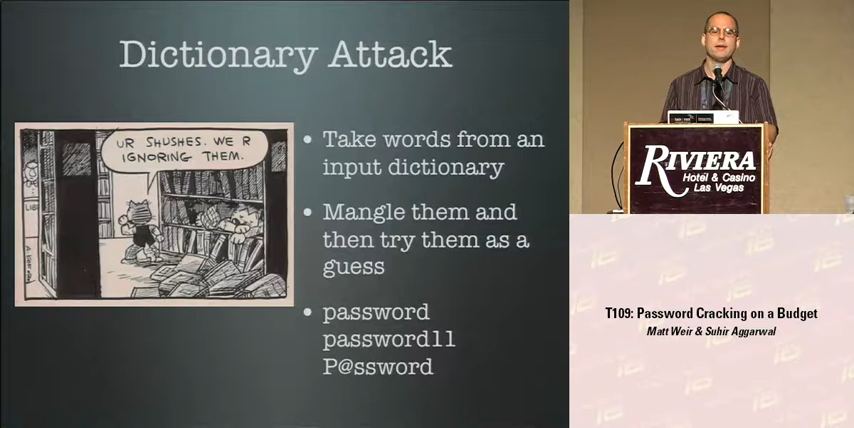 Dictionary Attack
UR SHUSHES. WE R
IGNORING THEM.
• Take words from an
input dictionary
• Mangle them and
then try them as a
guess
• password
password11
P@ssword
RIVIERA
Hotel & Casino
Las Vegas
T109: Password Cracking on a Budget
Matt Weir & Suhir Aggarwal